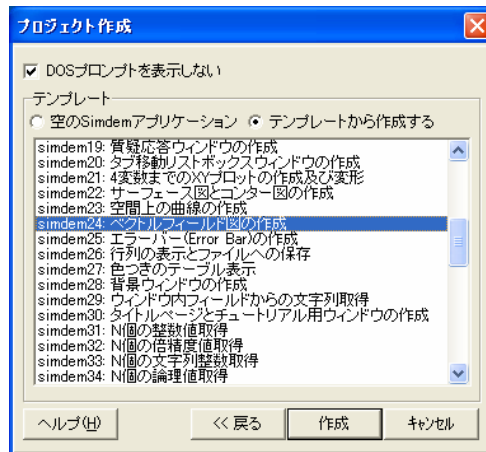 プロジェクト作成
DOSプロンプトを表示しない
テンプレート
空のSimdemアプリケーション テンプレートから作成する
simdem19: 質疑応答ウィンドウの作成
simdem20: タブ移動リストボックスウィンドウの作成
simdem21: 4変数までのXYプロットの作成及び変形
simdem22: サーフェース図とコンター図の作成
simdem23: 空間上の曲線の作成
simdem24: ベクトルフィールド図の作成
simdem25: エラーバー(Error Bar)の作成
simdem26: 行列の表示とファイルへの保存
simdem27: 色つきのテーブル表示
simdem28: 背景ウィンドウの作成
simdem29: ウィンドウ内フィールドからの文字列取得
simdem30: タイトルページとチュートリアル用ウィンドウの作成
simdem31: N個の整数値取得
simdem32: N個の倍精度値取得
simdem33: N個の文字列整数取得
simdem34: N個の論理値取得
ヘルプ(H) << 戻る 作成 キャンセル